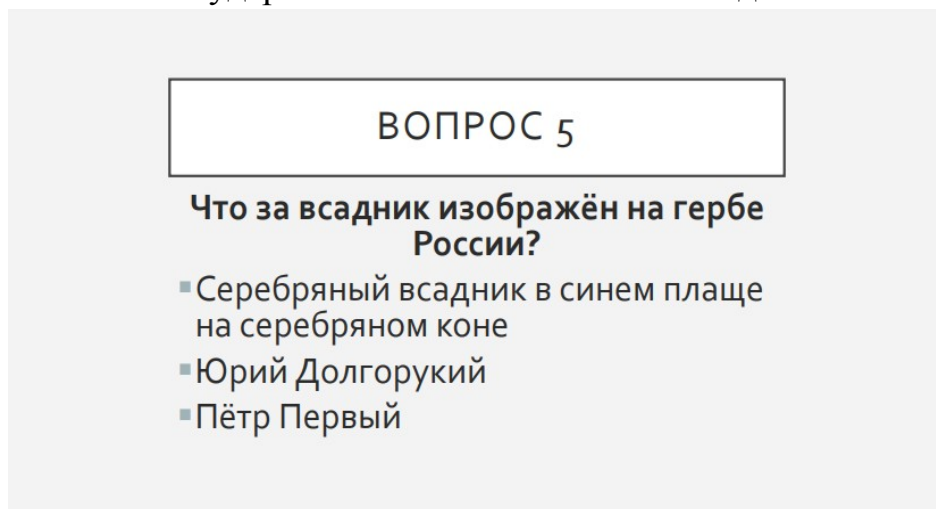 ВОПРОС 5
Что за всадник изображён на гербе
России?
▪Серебряный всадник в синем плаще
на серебряном коне
▪Юрий Долгорукий
▪Пётр Первый